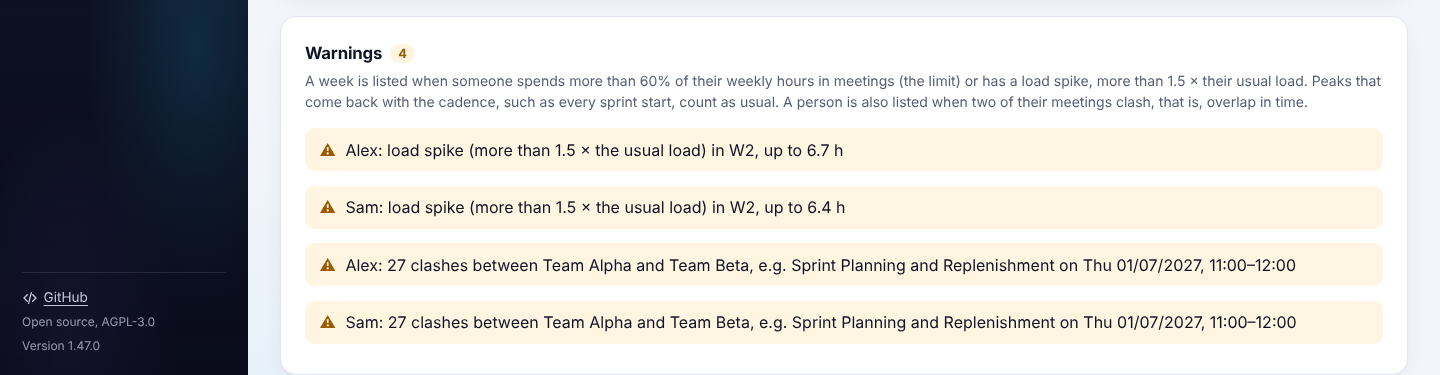 Warnings 4
A week is listed when someone spends more than 60% of their weekly hours in meetings (the limit) or has a load spike, more than 1.5 × their usual load. Peaks that
come back with the cadence, such as every sprint start, count as usual. A person is also listed when two of their meetings clash, that is, overlap in time.
Alex: load spike (more than 1.5 × the usual load) in W2, up to 6.7 h
Sam: load spike (more than 1.5 × the usual load) in W2, up to 6.4 h
Alex: 27 clashes between Team Alpha and Team Beta, e.g. Sprint Planning and Replenishment on Thu 01/07/2027, 11:00–12:00
Sam: 27 clashes between Team Alpha and Team Beta, e.g. Sprint Planning and Replenishment on Thu 01/07/2027, 11:00–12:00
GitHub
Open source, AGPL-3.0
Version 1.47.0